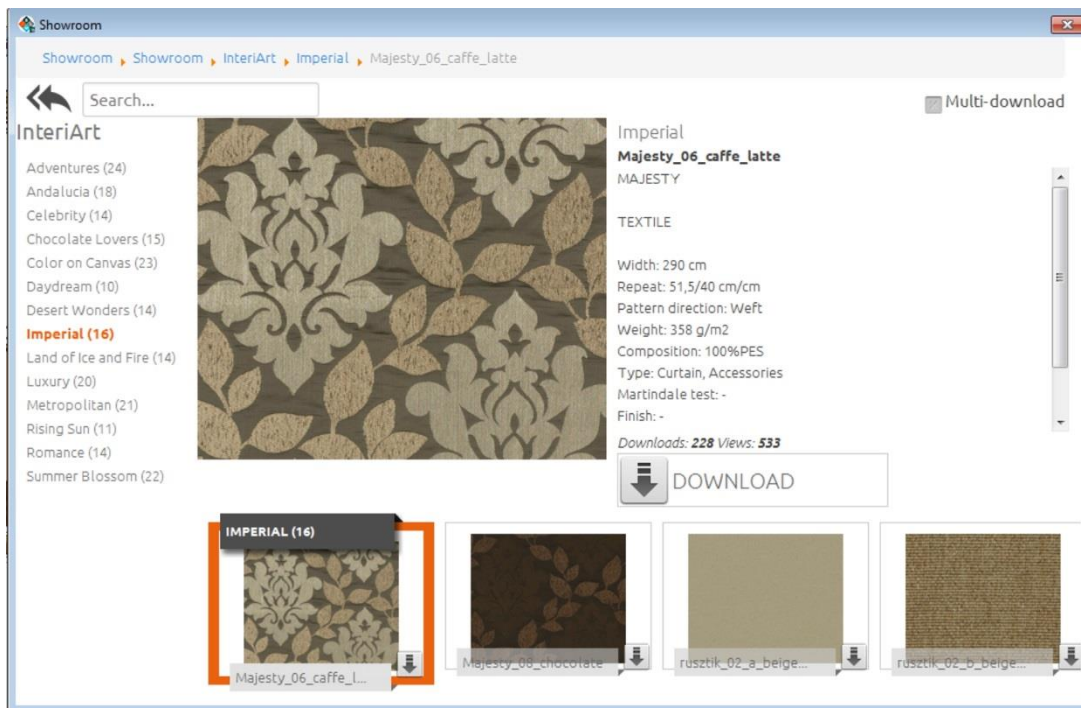 Showroom
Showroom Showroom InteriArt Imperial Majesty_06_caffe_latte
Search...
Multi-download
InteriArt
Adventures (24)
Andalucia (18)
Celebrity (14)
Chocolate Lovers (15)
Color on Canvas (23)
Daydream (10)
Desert Wonders (14)
Imperial (16)
Land of Ice and Fire (14)
Luxury (20)
Metropolitan (21)
Rising Sun (11)
Romance (14)
Summer Blossom (22)
Imperial
Majesty_06_caffe_latte
MAJESTY
TEXTILE
Width: 290 cm
Repeat: 51,5/40 cm/cm
Pattern direction: Weft
Weight: 358 g/m2
Composition: 100%PES
Type: Curtain, Accessories
Martindale test: -
Finish: -
Downloads: 228 Views: 533
DOWNLOAD
IMPERIAL (16)
Majesty_06_caffe_l...
Majesty_08_chocolate
rusztik_02_a_beige...
rusztik_02_b_beige...